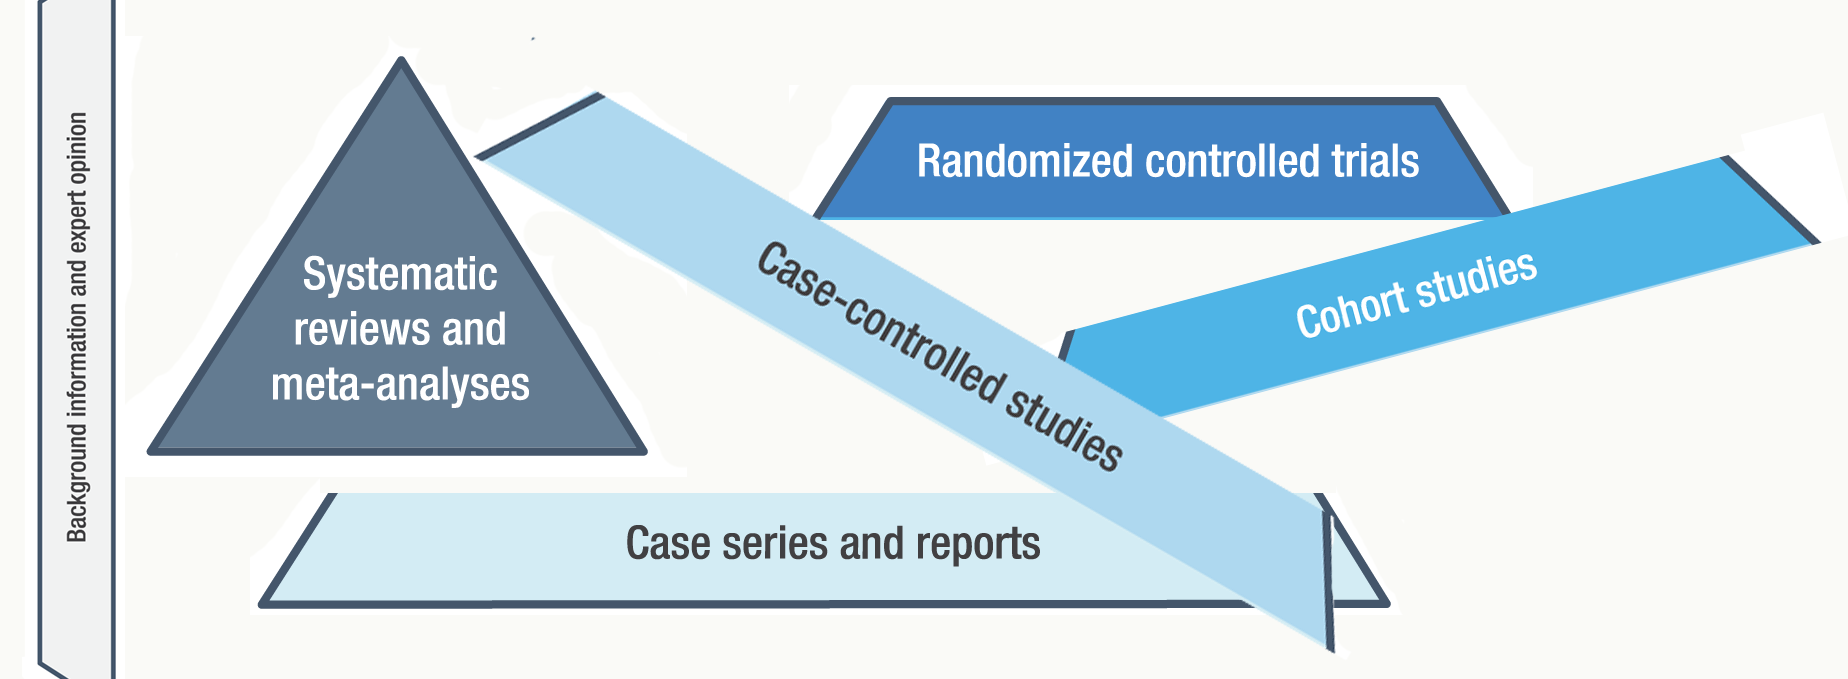 Background information and expert opinion
Systematic
reviews and
meta-analyses
Case-controlled studies
Randomized controlled trials
Cohort studies
Case series and reports